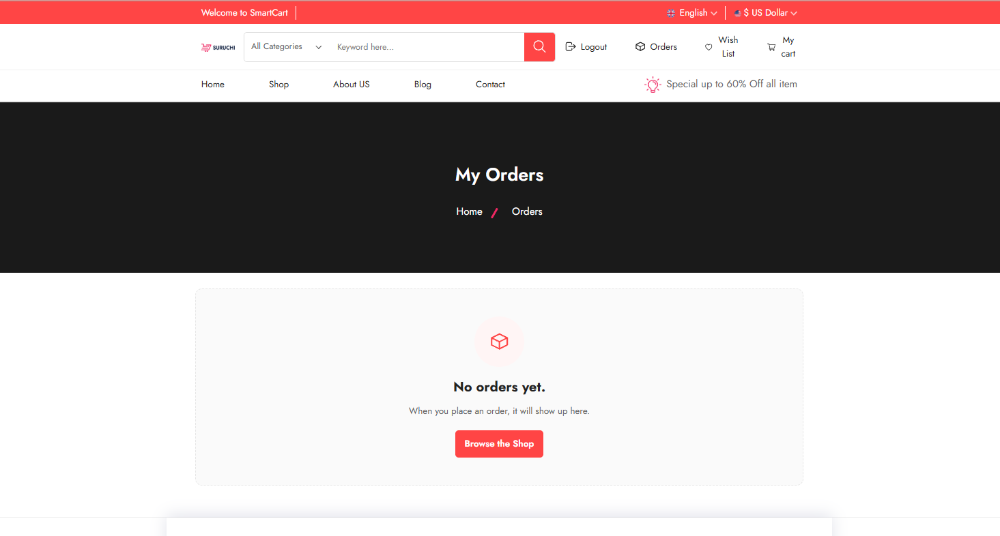 Welcome to SmartCart
English
$ US Dollar
SURUCHI
All Categories
Keyword here...
Logout
Orders
Wish List
My cart
Home
Shop
About US
Blog
Contact
Special up to 60% Off all item
My Orders
Home
Orders
No orders yet.
When you place an order, it will show up here.
Browse the Shop